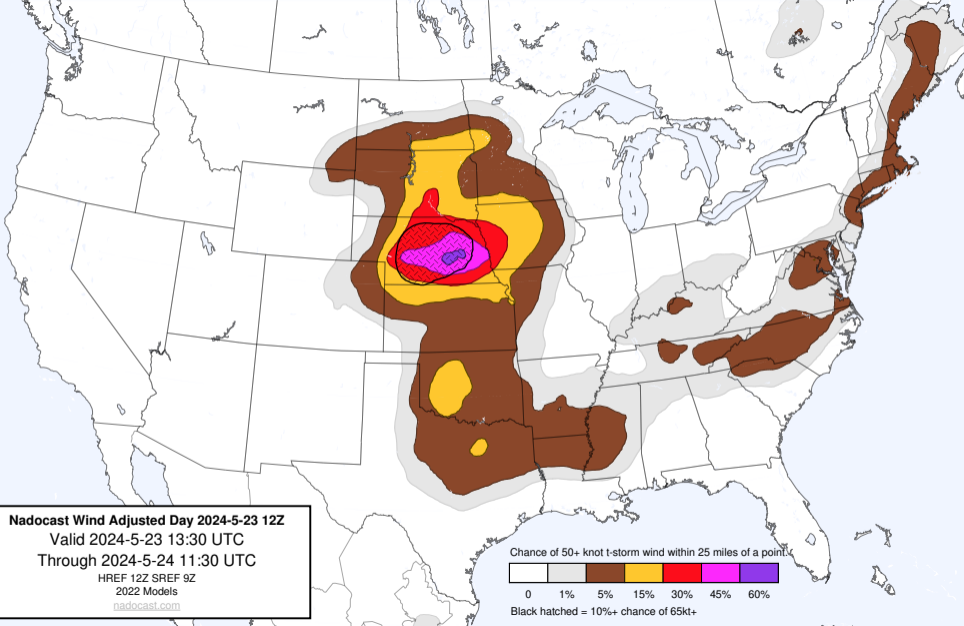 Nadocast Wind Adjusted Day 2024-5-23 12Z
Valid 2024-5-23 13:30 UTC
Through 2024-5-24 11:30 UTC
HREF 12Z SREF 9Z
2022 Models
nadocast.com
Chance of 50+ knot t-storm wind within 25 miles of a point.
0 1% 5% 15% 30% 45% 60%
Black hatched = 10%+ chance of 65kt+